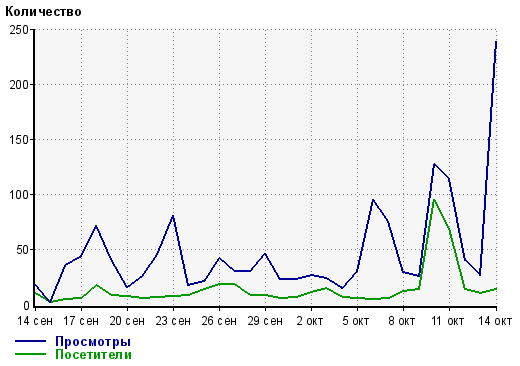 Количество
250
200
150
100
50
0
14 сен 17 сен 20 сен 23 сен 26 сен 29 сен 2 окт 5 окт 8 окт 11 окт 14 окт
Просмотры
Посетители